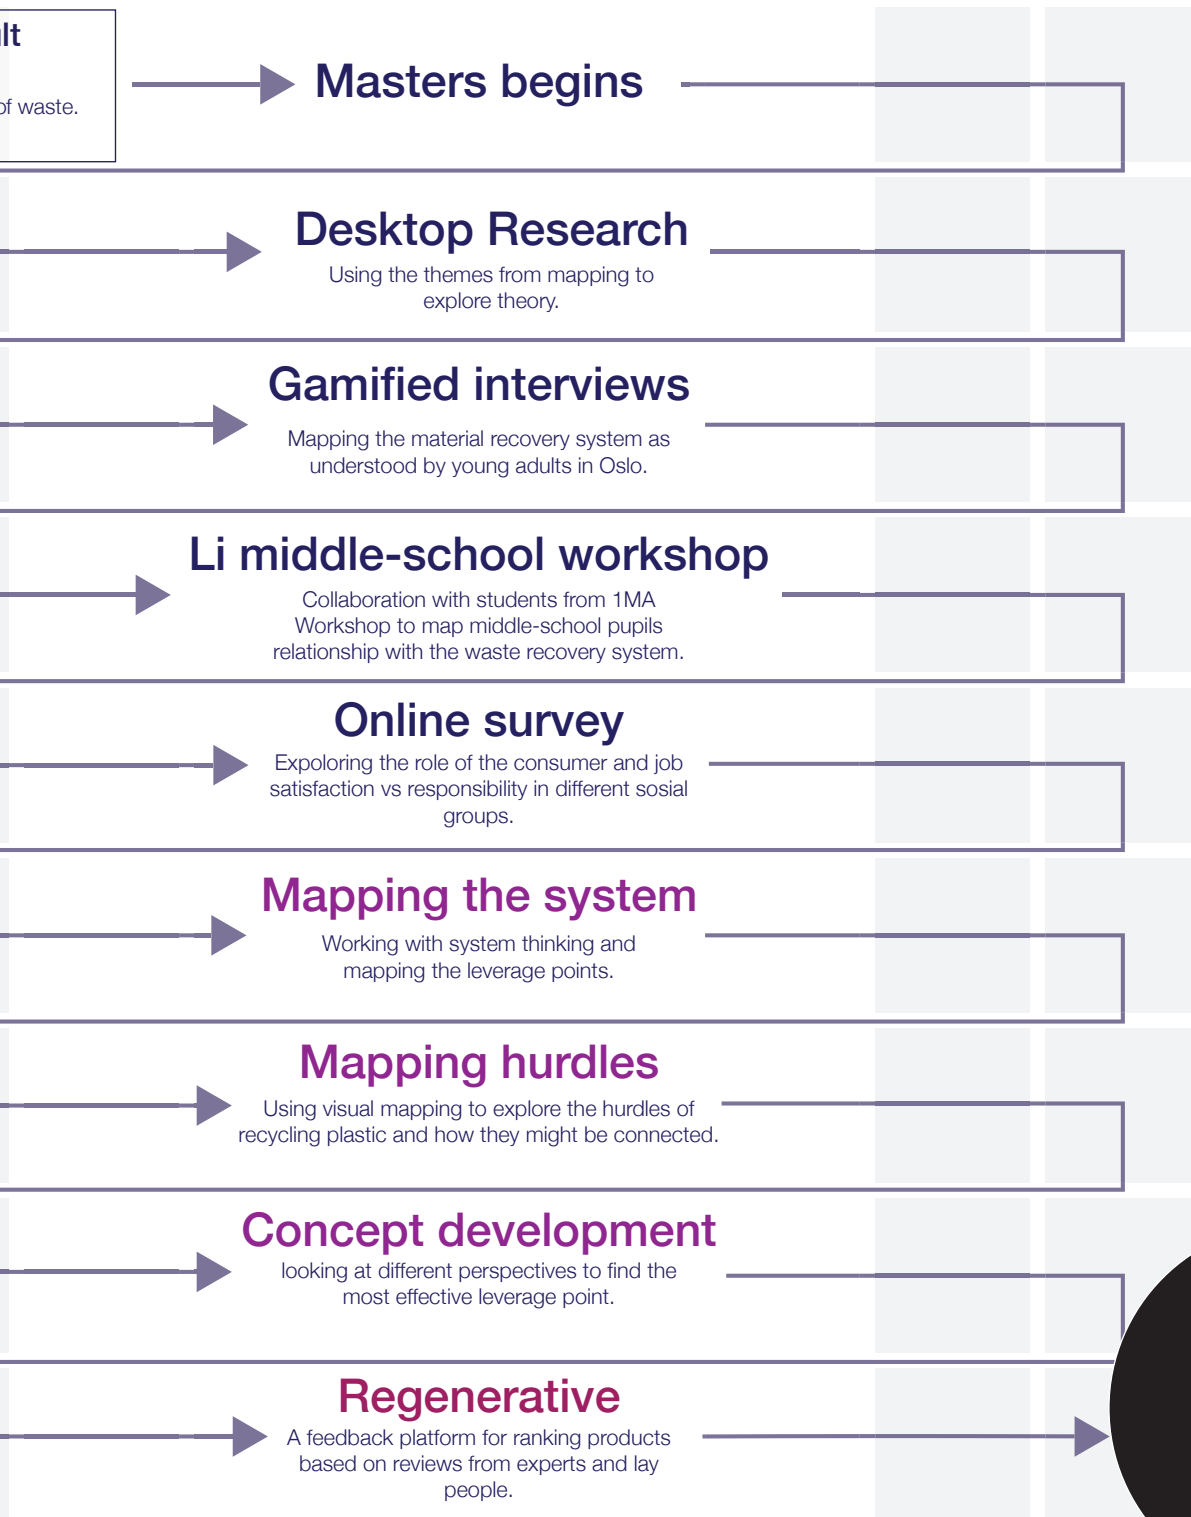 of waste.
Masters begins
Desktop Research
Using the themes from mapping to
explore theory.
Gamified interviews
Mapping the material recovery system as
understood by young adults in Oslo.
Li middle-school workshop
Collaboration with students from 1MA
Workshop to map middle-school pupils
relationship with the waste recovery system.
Online survey
Expoloring the role of the consumer and job
satisfaction vs responsibility in different sosial
groups.
Mapping the system
Working with system thinking and
mapping the leverage points.
Mapping hurdles
Using visual mapping to explore the hurdles of
recycling plastic and how they might be connected.
Concept development
looking at different perspectives to find the
most effective leverage point.
Regenerative
A feedback platform for ranking products
based on reviews from experts and lay
people.